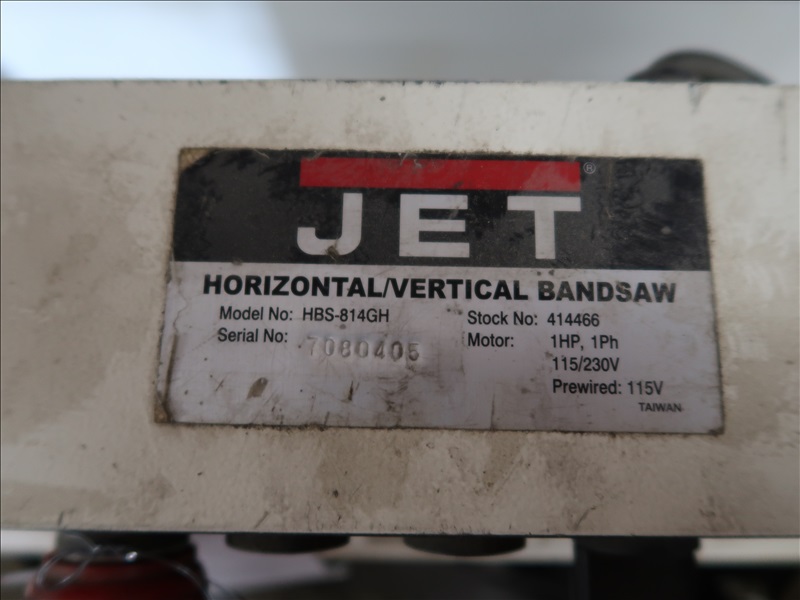 JET®
HORIZONTAL/VERTICAL BANDSAW
Model No: HBS-814GH
Serial No: 7080405
Stock No: 414466
Motor: 1HP, 1Ph
115/230V
Prewired: 115V
TAIWAN